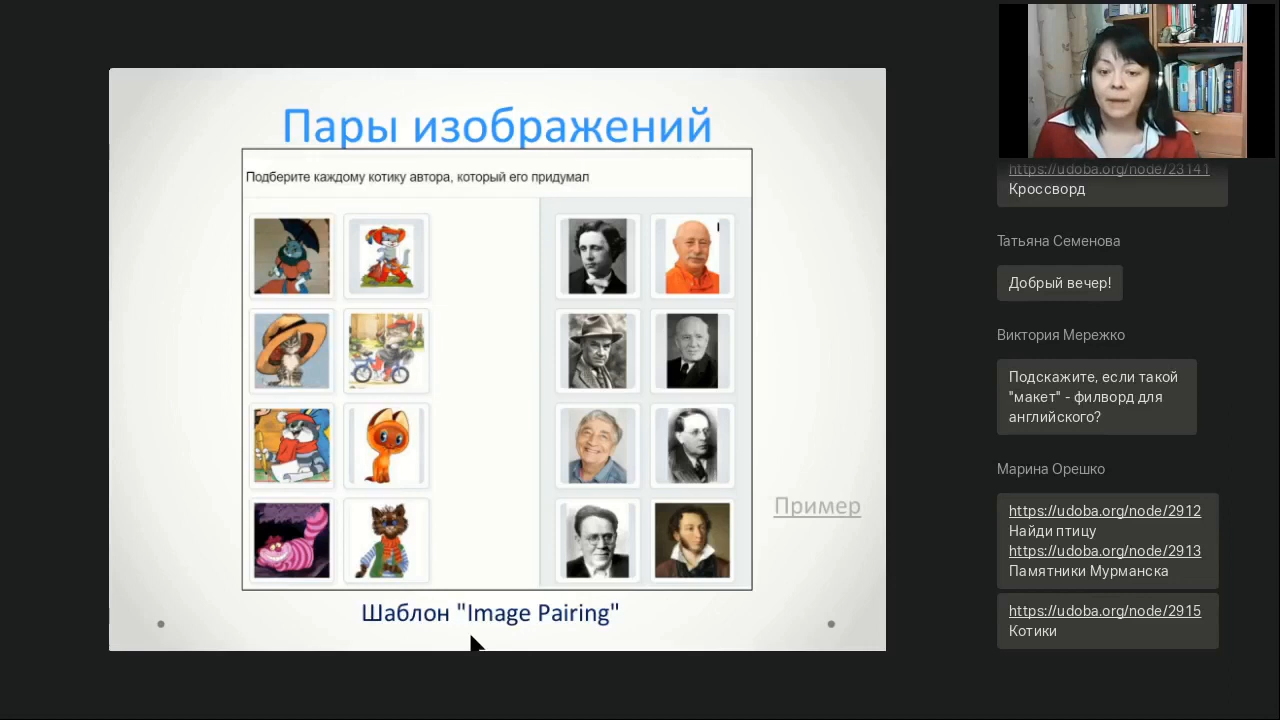 Пары изображений
Подберите каждому котику автора, который его придумал
Пример
Шаблон "Image Pairing"
https://udoba.org/node/23141
Кроссворд
Татьяна Семенова
Добрый вечер!
Виктория Мережко
Подскажите, если такой
"макет" - филворд для
английского?
Марина Орешко
https://udoba.org/node/2912
Найди птицу
https://udoba.org/node/2913
Памятники Мурманска
https://udoba.org/node/2915
Котики